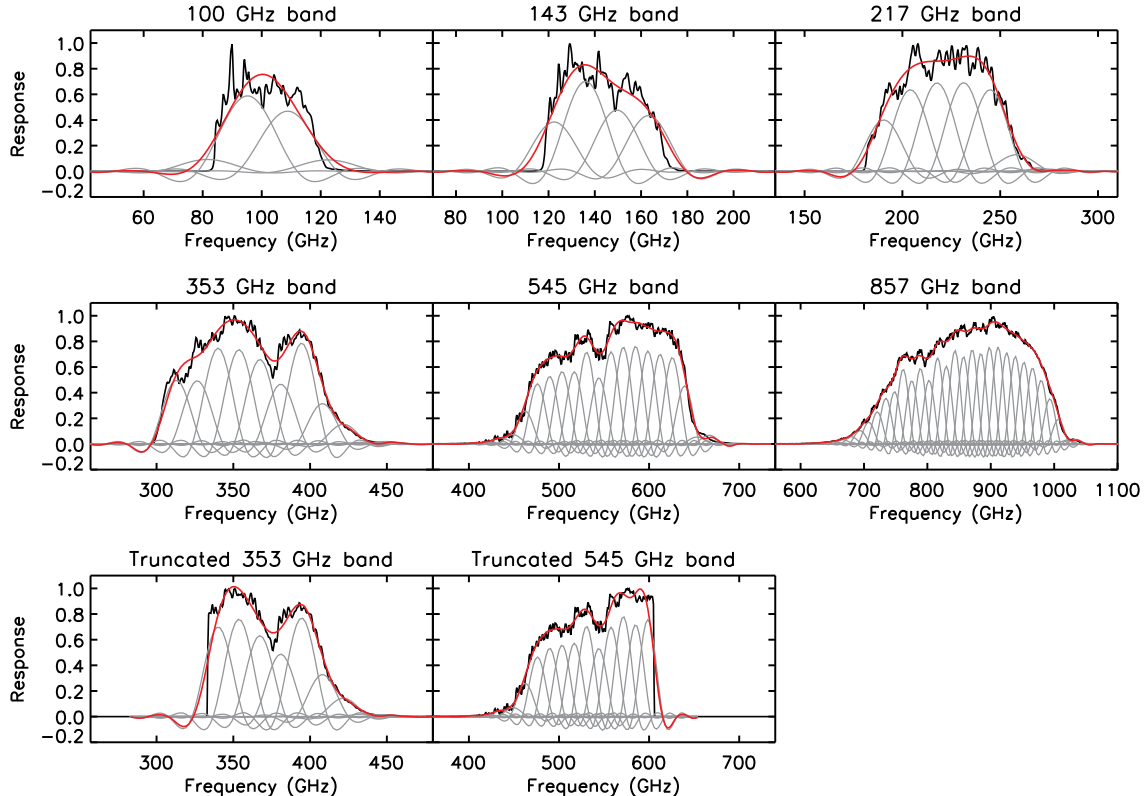 100 GHz band 143 GHz band 217 GHz band
Response
1.0
0.8
0.6
0.4
0.2
0.0
−0.2
60 80 100 120 140 80 100 120 140 160 180 200 150 200 250 300
Frequency (GHz) Frequency (GHz) Frequency (GHz)
353 GHz band 545 GHz band 857 GHz band
Response
1.0
0.8
0.6
0.4
0.2
0.0
−0.2
300 350 400 450 400 500 600 700 600 700 800 900 1000 1100
Frequency (GHz) Frequency (GHz) Frequency (GHz)
Truncated 353 GHz band Truncated 545 GHz band
Response
1.0
0.8
0.6
0.4
0.2
0.0
−0.2
300 350 400 450 400 500 600 700
Frequency (GHz) Frequency (GHz)